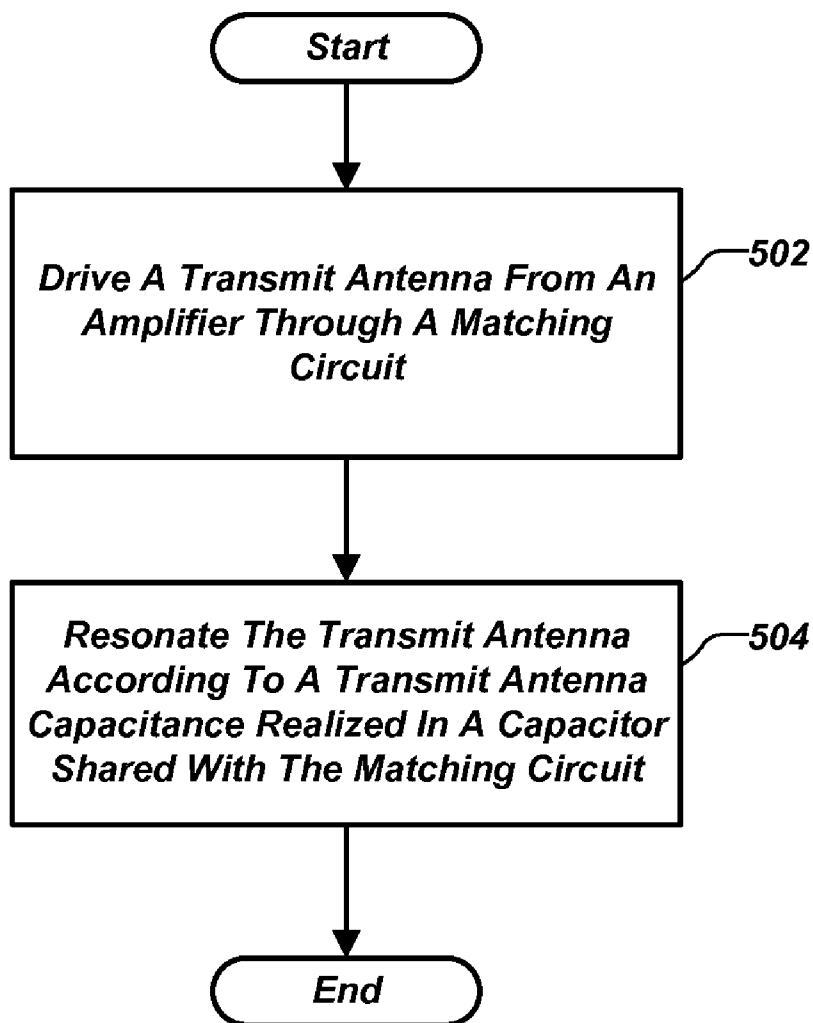 Start
Drive A Transmit Antenna From An
Amplifier Through A Matching
Circuit
502
Resonate The Transmit Antenna
According To A Transmit Antenna
Capacitance Realized In A Capacitor
Shared With The Matching Circuit
504
End